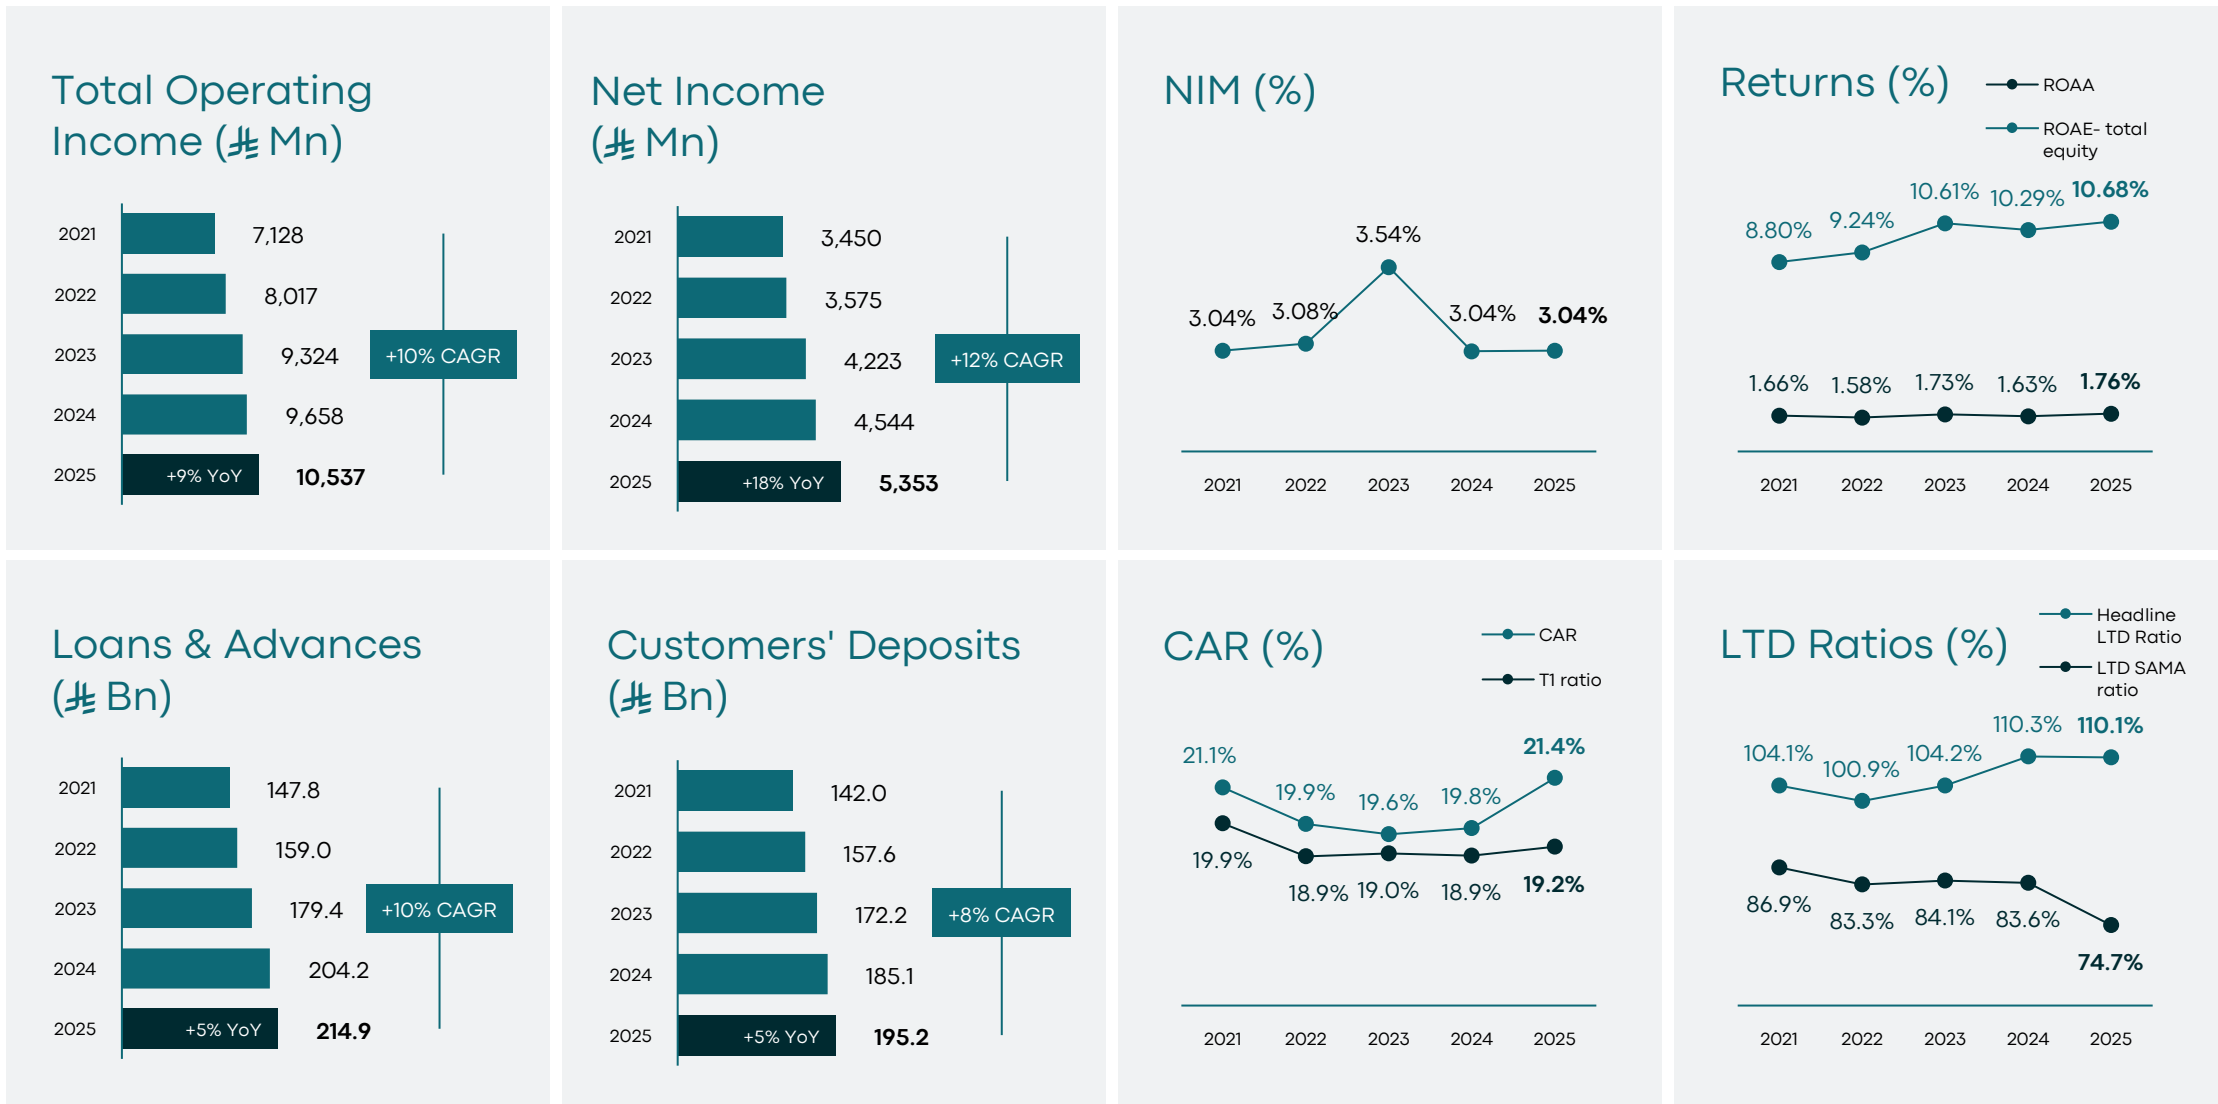 Total Operating
Income (⃁ Mn)
2021 7,128
2022 8,017
2023 9,324
+10% CAGR
2024 9,658
2025 +9% YoY 10,537
Net Income
(⃁ Mn)
2021 3,450
2022 3,575
2023 4,223
+12% CAGR
2024 4,544
2025 +18% YoY 5,353
NIM (%)
3.04% 3.08% 3.54% 3.04% 3.04%
2021 2022 2023 2024 2025
Returns (%)
ROAA
ROAE- total
equity
8.80% 9.24% 10.61% 10.29% 10.68%
1.66% 1.58% 1.73% 1.63% 1.76%
2021 2022 2023 2024 2025
Loans & Advances
(⃁ Bn)
2021 147.8
2022 159.0
2023 179.4
+10% CAGR
2024 204.2
2025 +5% YoY 214.9
Customers' Deposits
(⃁ Bn)
2021 142.0
2022 157.6
2023 172.2
+8% CAGR
2024 185.1
2025 +5% YoY 195.2
CAR (%)
CAR
T1 ratio
21.1% 19.9% 19.6% 19.8% 21.4%
19.9% 18.9% 19.0% 18.9% 19.2%
2021 2022 2023 2024 2025
LTD Ratios (%)
Headline
LTD Ratio
LTD SAMA
ratio
104.1% 100.9% 104.2% 110.3% 110.1%
86.9% 83.3% 84.1% 83.6% 74.7%
2021 2022 2023 2024 2025